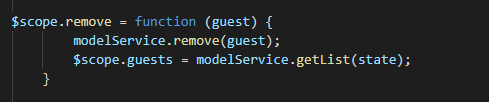 $scope.remove = function (guest) {
modelService.remove(guest);
$scope.guests = modelService.getList(state);
}